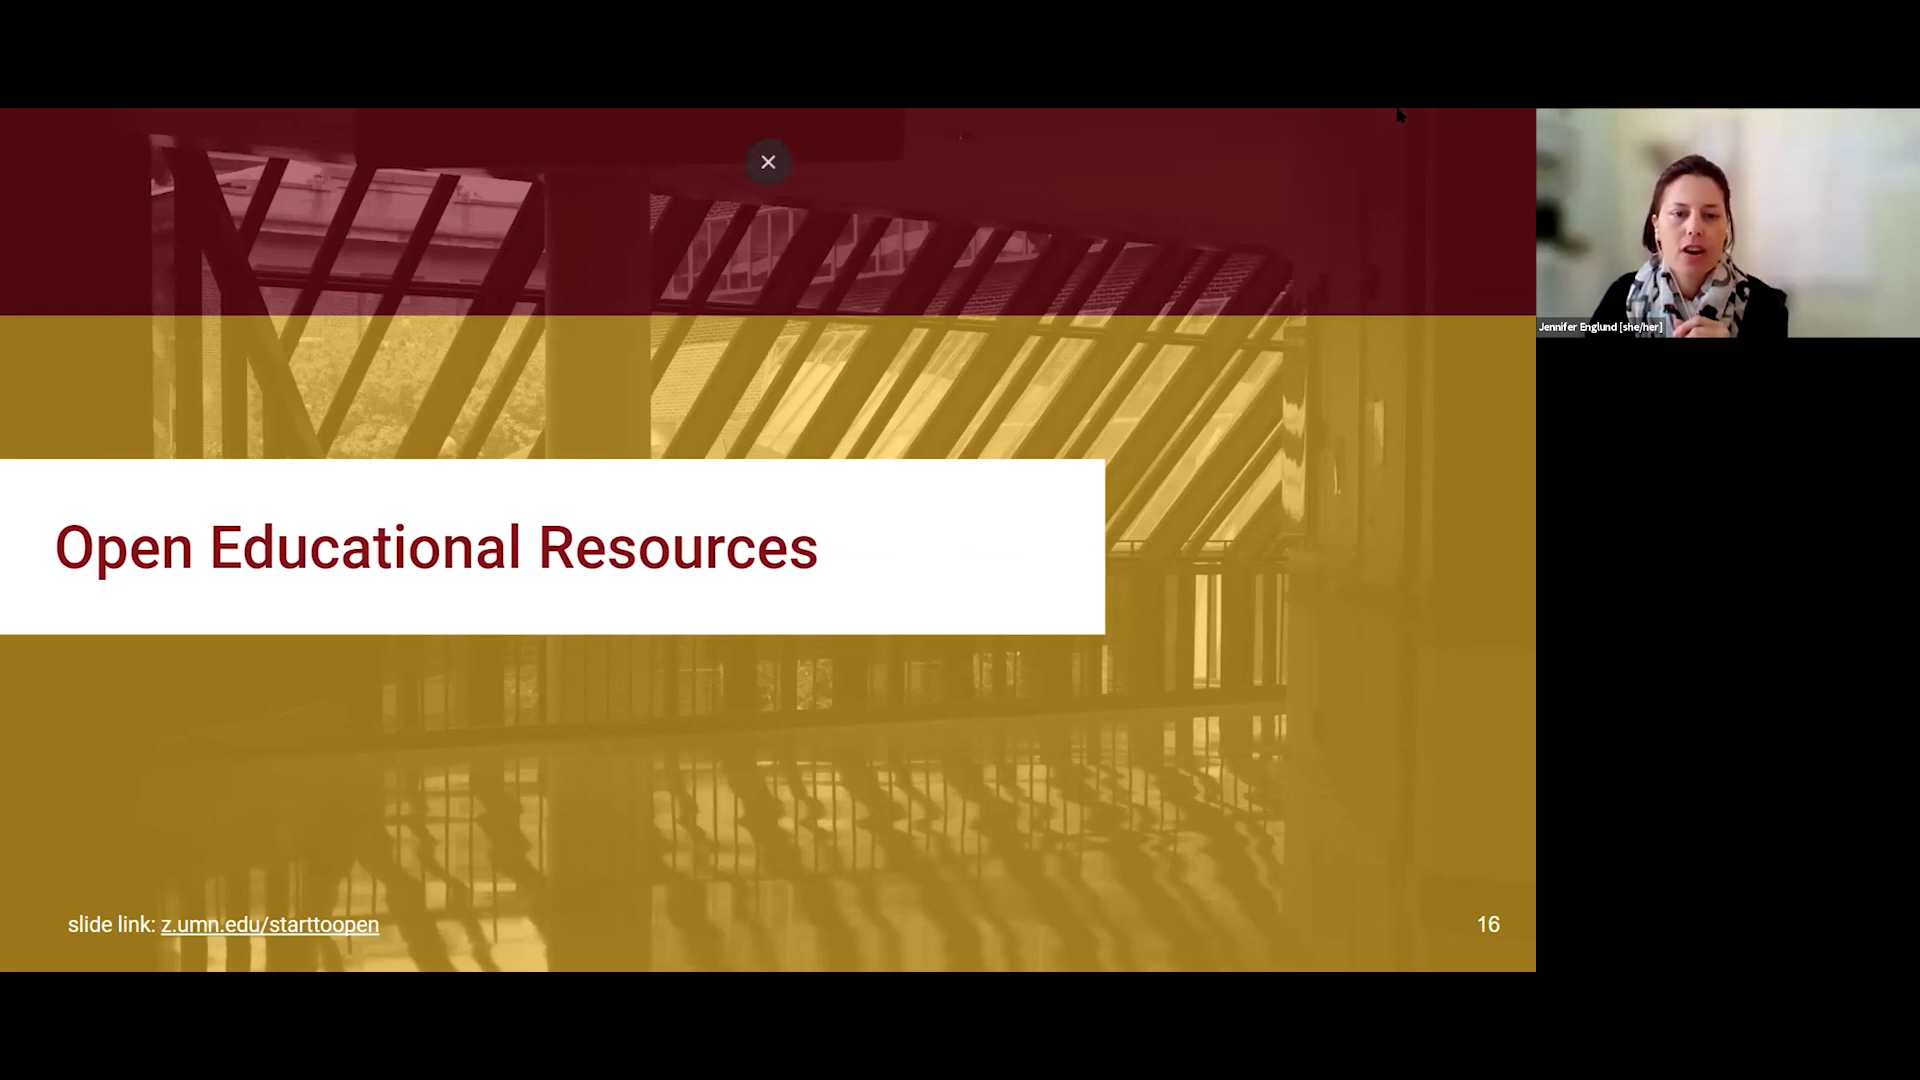 Jennifer Englund [she/her]
Open Educational Resources
slide link: z.umn.edu/starttoopen
16